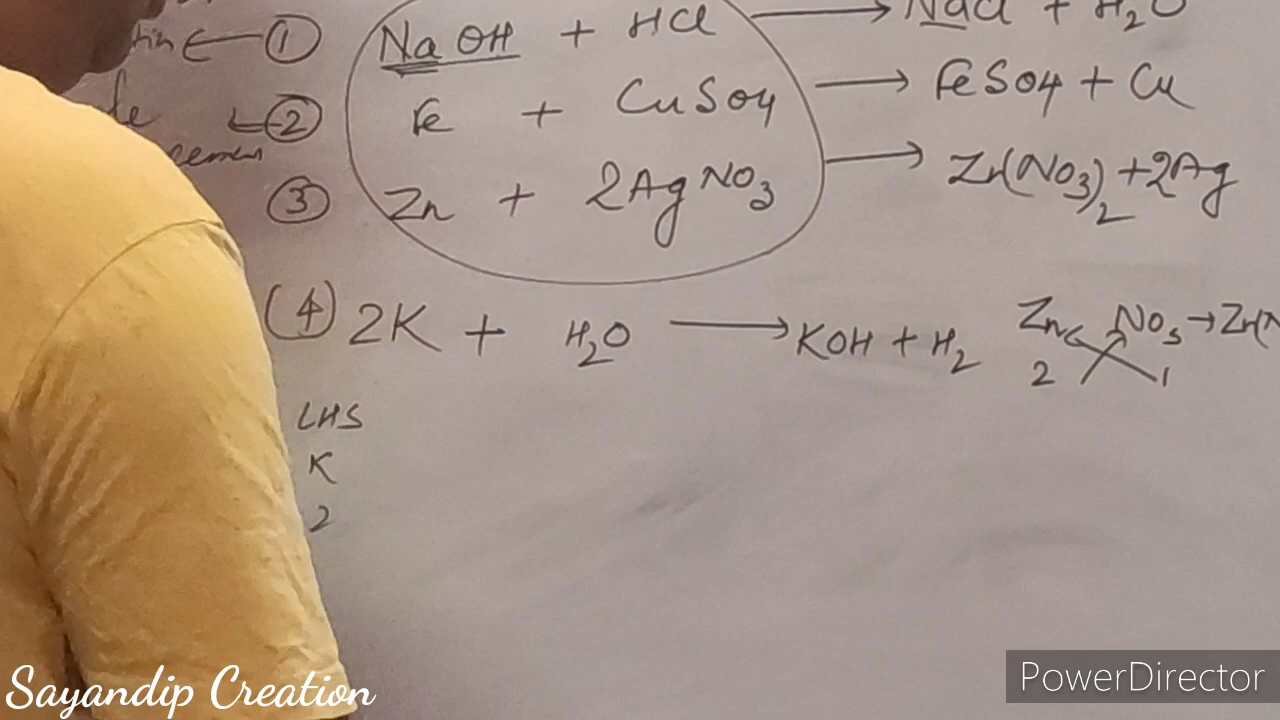 ① NaOH + HCl → NaCl + H₂O
② Fe + CuSO4 → FeSO4 + Cu
③ Zn + 2AgNO₃ → Zn(NO₃)₂ + 2Ag
(4) 2K + H₂O → KOH + H₂
Zn NO₃ → Zn(N
2 1
LHS
K
2
Sayandip Creation
PowerDirector